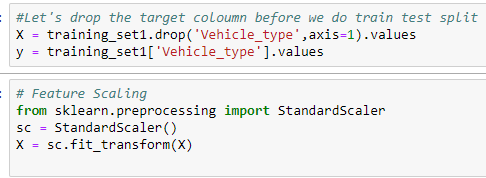 #Let's drop the target coloumn before we do train test split
X = training_set1.drop('Vehicle_type',axis=1).values
y = training_set1['Vehicle_type'].values
# Feature Scaling
from sklearn.preprocessing import StandardScaler
sc = StandardScaler()
X = sc.fit_transform(X)